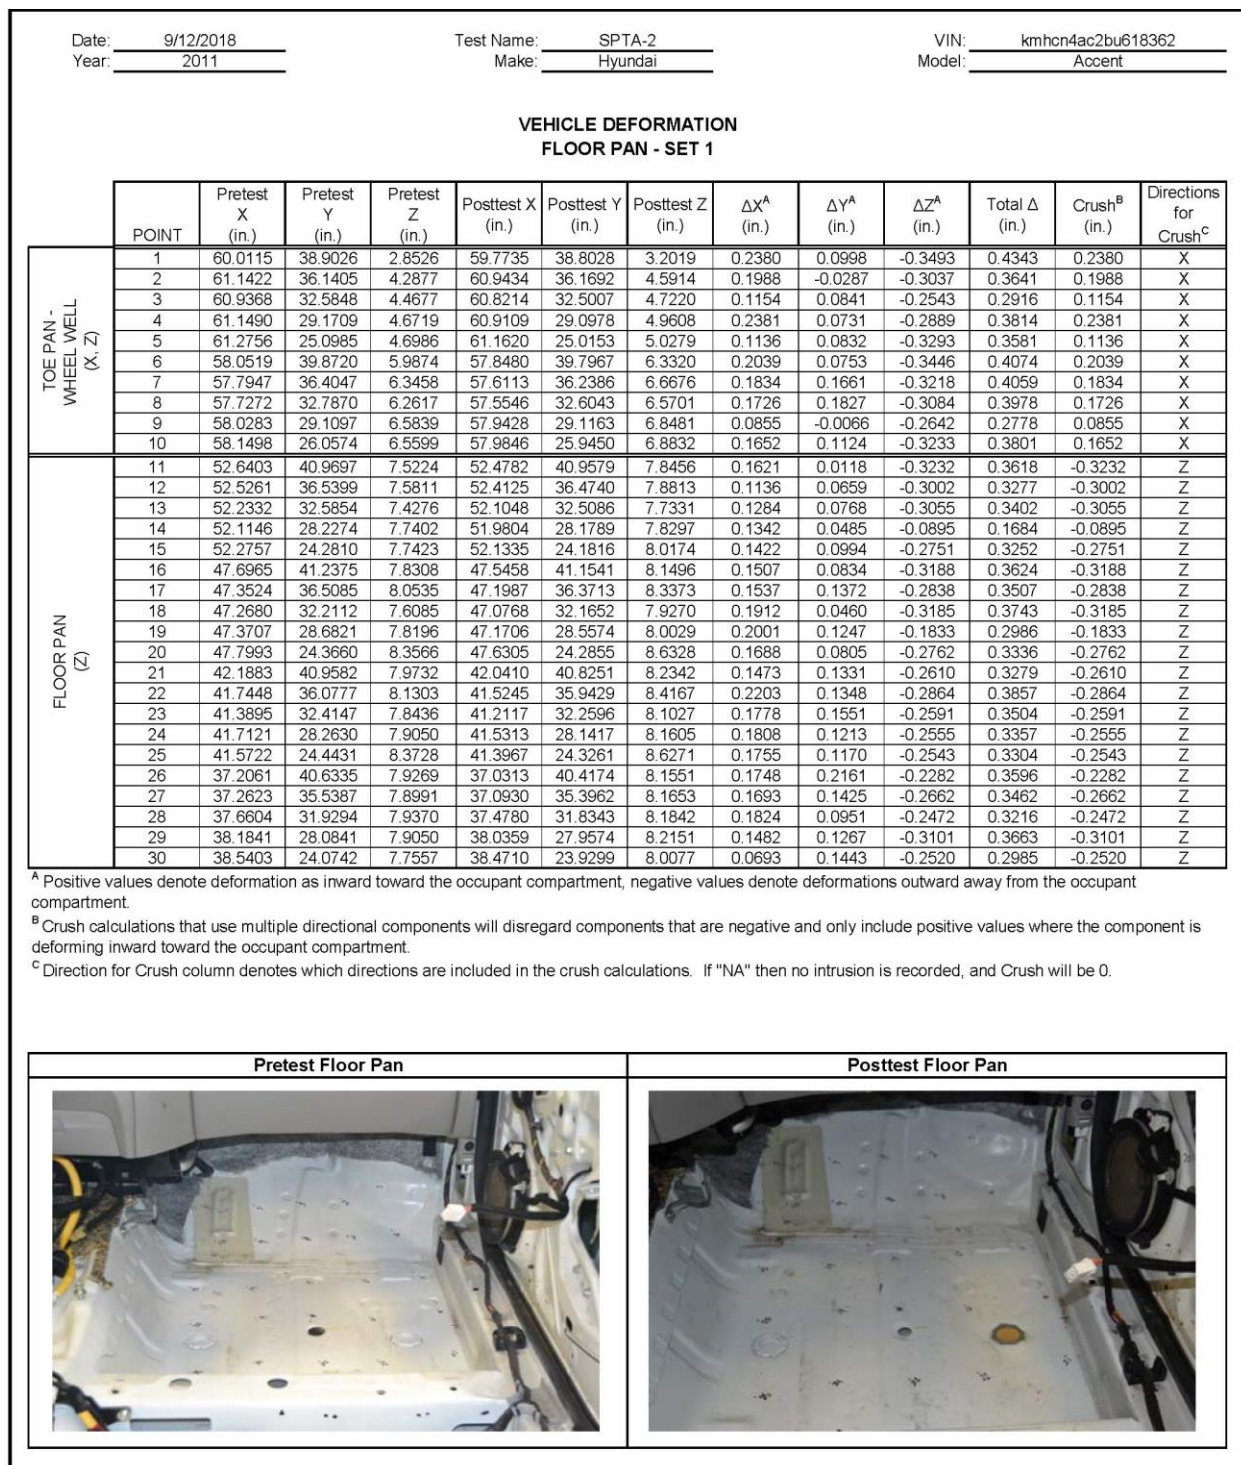 Date: 9/12/2018 Test Name: SPTA-2 VIN: kmhcn4ac2bu618362
Year: 2011 Make: Hyundai Model: Accent
VEHICLE DEFORMATION
FLOOR PAN - SET 1
POINT Pretest X (in.) Pretest Y (in.) Pretest Z (in.) Posttest X (in.) Posttest Y (in.) Posttest Z (in.) ΔXᴬ (in.) ΔYᴬ (in.) ΔZᴬ (in.) Total Δ (in.) Crushᴮ (in.) Directions for Crushᶜ
TOE PAN - WHEEL WELL (X, Z)
1 60.0115 38.9026 2.8526 59.7735 38.8028 3.2019 0.2380 0.0998 -0.3493 0.4343 0.2380 X
2 61.1422 36.1405 4.2877 60.9434 36.1692 4.5914 0.1988 -0.0287 -0.3037 0.3641 0.1988 X
3 60.9368 32.5848 4.4677 60.8214 32.5007 4.7220 0.1154 0.0841 -0.2543 0.2916 0.1154 X
4 61.1490 29.1709 4.6719 60.9109 29.0978 4.9608 0.2381 0.0731 -0.2889 0.3814 0.2381 X
5 61.2756 25.0985 4.6986 61.1620 25.0153 5.0279 0.1136 0.0832 -0.3293 0.3581 0.1136 X
6 58.0519 39.8720 5.9874 57.8480 39.7967 6.3320 0.2039 0.0753 -0.3446 0.4074 0.2039 X
7 57.7947 36.4047 6.3458 57.6113 36.2386 6.6676 0.1834 0.1661 -0.3218 0.4059 0.1834 X
8 57.7272 32.7870 6.2617 57.5546 32.6043 6.5701 0.1726 0.1827 -0.3084 0.3978 0.1726 X
9 58.0283 29.1097 6.5839 57.9428 29.1163 6.8481 0.0855 -0.0066 -0.2642 0.2778 0.0855 X
10 58.1498 26.0574 6.5599 57.9846 25.9450 6.8832 0.1652 0.1124 -0.3233 0.3801 0.1652 X
FLOOR PAN (Z)
11 52.6403 40.9697 7.5224 52.4782 40.9579 7.8456 0.1621 0.0118 -0.3232 0.3618 -0.3232 Z
12 52.5261 36.5399 7.5811 52.4125 36.4740 7.8813 0.1136 0.0659 -0.3002 0.3277 -0.3002 Z
13 52.2332 32.5854 7.4276 52.1048 32.5086 7.7331 0.1284 0.0768 -0.3055 0.3402 -0.3055 Z
14 52.1146 28.2274 7.7402 51.9804 28.1789 7.8297 0.1342 0.0485 -0.0895 0.1684 -0.0895 Z
15 52.2757 24.2810 7.7423 52.1335 24.1816 8.0174 0.1422 0.0994 -0.2751 0.3252 -0.2751 Z
16 47.6965 41.2375 7.8308 47.5458 41.1541 8.1496 0.1507 0.0834 -0.3188 0.3624 -0.3188 Z
17 47.3524 36.5085 8.0535 47.1987 36.3713 8.3373 0.1537 0.1372 -0.2838 0.3507 -0.2838 Z
18 47.2680 32.2112 7.6085 47.0768 32.1652 7.9270 0.1912 0.0460 -0.3185 0.3743 -0.3185 Z
19 47.3707 28.6821 7.8196 47.1706 28.5574 8.0029 0.2001 0.1247 -0.1833 0.2986 -0.1833 Z
20 47.7993 24.3660 8.3566 47.6305 24.2855 8.6328 0.1688 0.0805 -0.2762 0.3336 -0.2762 Z
21 42.1883 40.9582 7.9732 42.0410 40.8251 8.2342 0.1473 0.1331 -0.2610 0.3279 -0.2610 Z
22 41.7448 36.0777 8.1303 41.5245 35.9429 8.4167 0.2203 0.1348 -0.2864 0.3857 -0.2864 Z
23 41.3895 32.4147 7.8436 41.2117 32.2596 8.1027 0.1778 0.1551 -0.2591 0.3504 -0.2591 Z
24 41.7121 28.2630 7.9050 41.5313 28.1417 8.1605 0.1808 0.1213 -0.2555 0.3357 -0.2555 Z
25 41.5722 24.4431 8.3728 41.3967 24.3261 8.6271 0.1755 0.1170 -0.2543 0.3304 -0.2543 Z
26 37.2061 40.6335 7.9269 37.0313 40.4174 8.1551 0.1748 0.2161 -0.2282 0.3596 -0.2282 Z
27 37.2623 35.5387 7.8991 37.0930 35.3962 8.1653 0.1693 0.1425 -0.2662 0.3462 -0.2662 Z
28 37.6604 31.9294 7.9370 37.4780 31.8343 8.1842 0.1824 0.0951 -0.2472 0.3216 -0.2472 Z
29 38.1841 28.0841 7.9050 38.0359 27.9574 8.2151 0.1482 0.1267 -0.3101 0.3663 -0.3101 Z
30 38.5403 24.0742 7.7557 38.4710 23.9299 8.0077 0.0693 0.1443 -0.2520 0.2985 -0.2520 Z
ᴬ Positive values denote deformation as inward toward the occupant compartment, negative values denote deformations outward away from the occupant
compartment.
ᴮ Crush calculations that use multiple directional components will disregard components that are negative and only include positive values where the component is
deforming inward toward the occupant compartment.
ᶜ Direction for Crush column denotes which directions are included in the crush calculations. If "NA" then no intrusion is recorded, and Crush will be 0.
Pretest Floor Pan Posttest Floor Pan